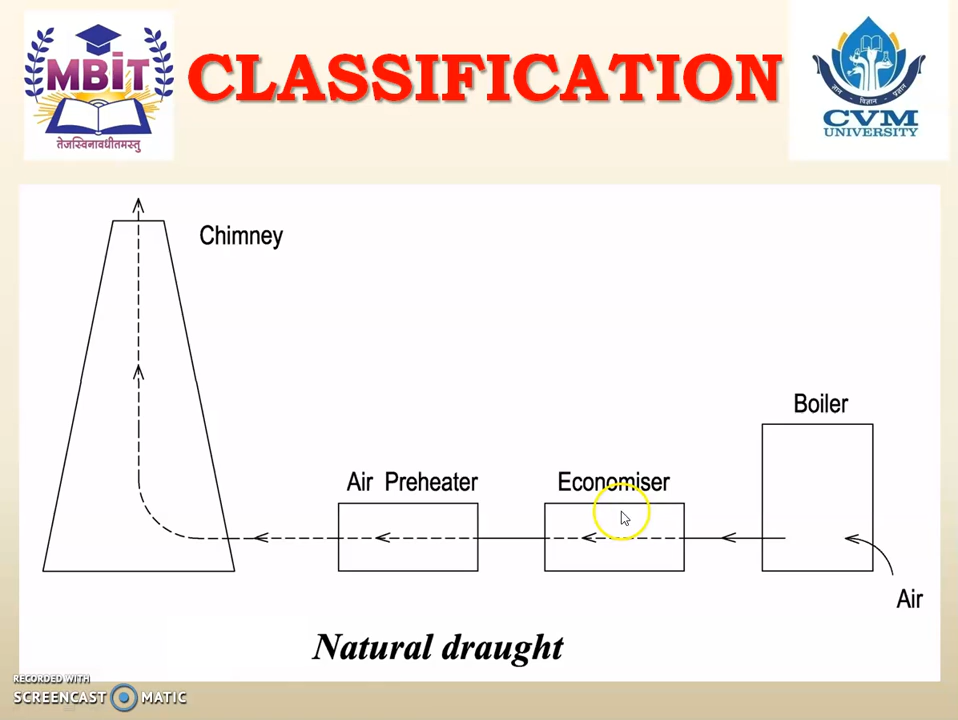 MBIT
तेजस्विनावधीतमस्तु
CLASSIFICATION
ज्ञान - विज्ञान - प्रज्ञान
CVM
UNIVERSITY
Chimney
Boiler
Air Preheater
Economiser
Air
Natural draught
RECORDED WITH
SCREENCAST MATIC